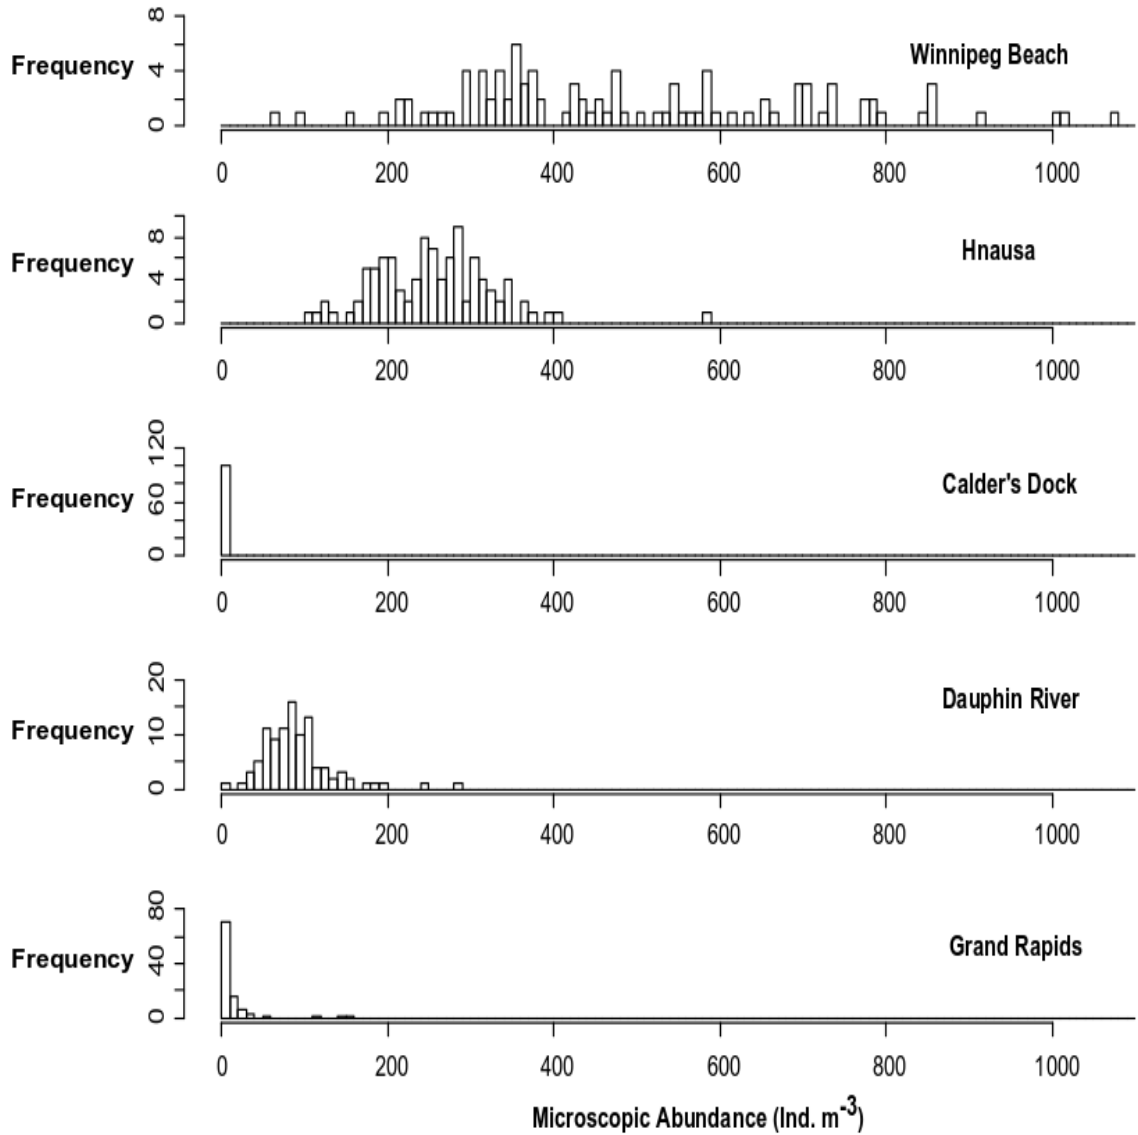 8
4
0
Frequency
Winnipeg Beach
0 200 400 600 800 1000
8
4
0
Frequency
Hnausa
0 200 400 600 800 1000
120
60
0
Frequency
Calder's Dock
0 200 400 600 800 1000
20
10
0
Frequency
Dauphin River
0 200 400 600 800 1000
80
40
0
Frequency
Grand Rapids
0 200 400 600 800 1000
Microscopic Abundance (Ind. m⁻³)